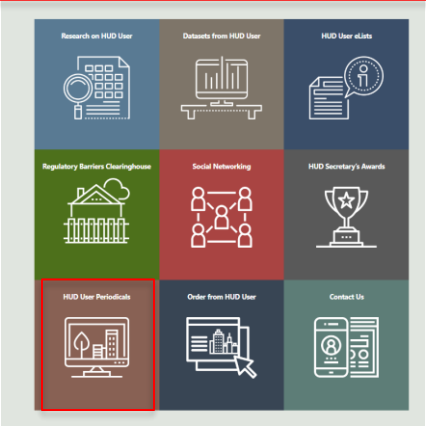 Research on HUD User
Datasets from HUD User
HUD User eLists
Regulatory Barriers Clearinghouse
Social Networking
HUD Secretary's Awards
HUD User Periodicals
Order from HUD User
Contact Us